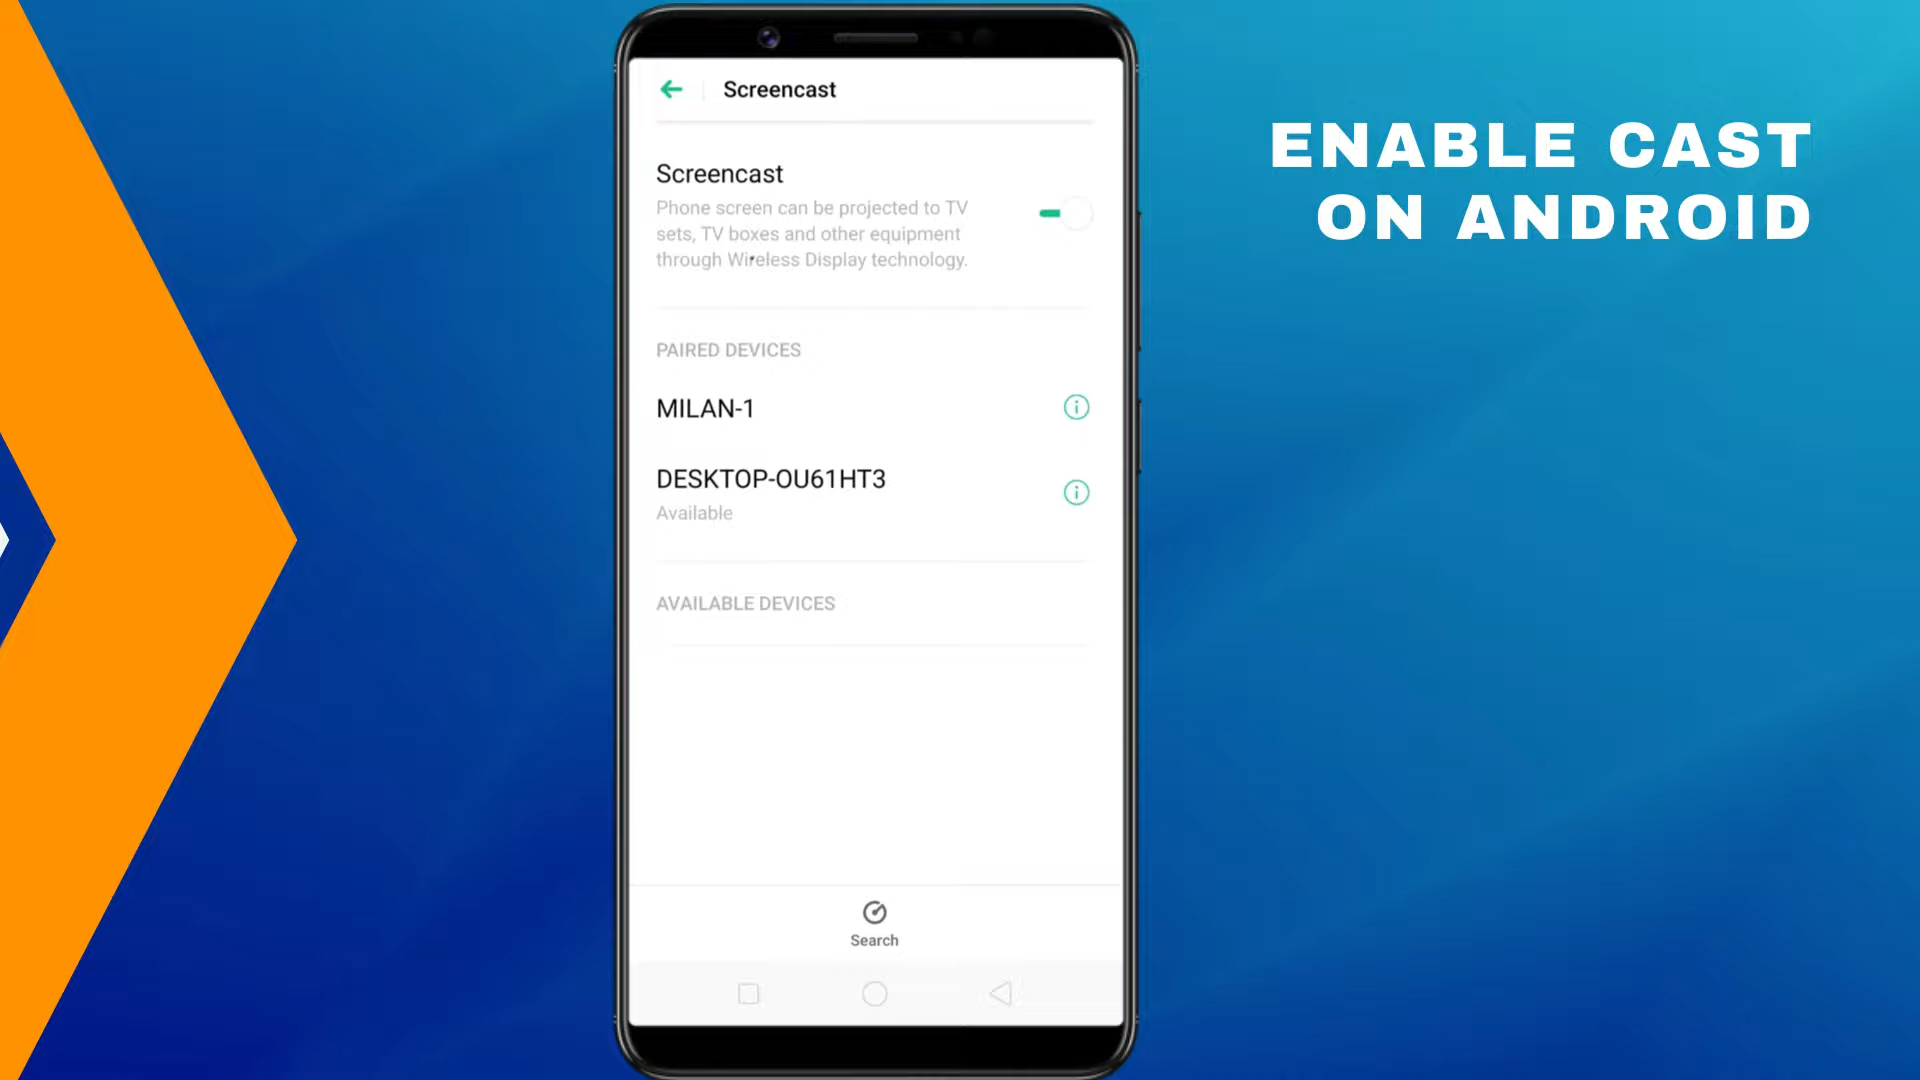 Screencast
ENABLE CAST
ON ANDROID
Screencast
Phone screen can be projected to TV
sets, TV boxes and other equipment
through Wireless Display technology.
PAIRED DEVICES
MILAN-1
DESKTOP-OU61HT3
Available
AVAILABLE DEVICES
Search